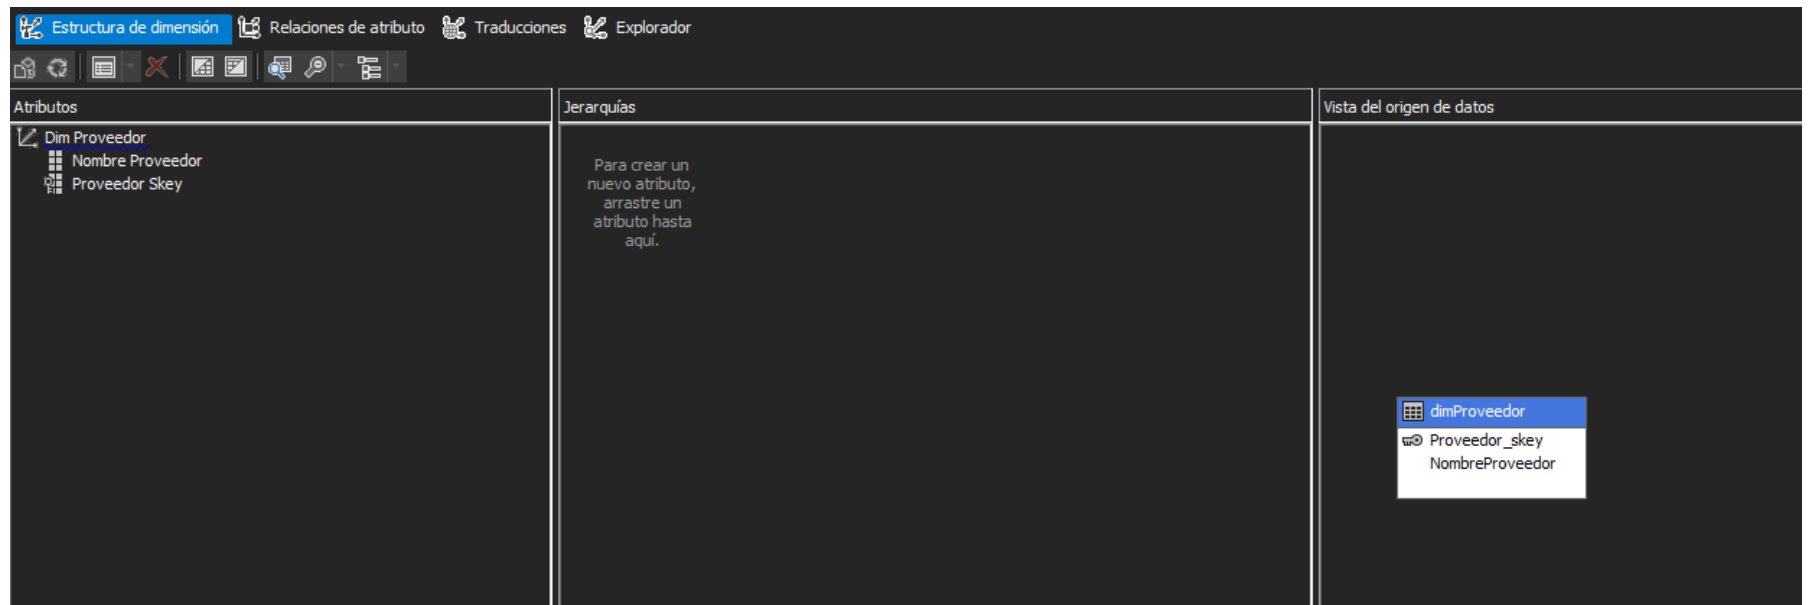 Estructura de dimensión Relaciones de atributo Traducciones Explorador
Atributos
Dim Proveedor
Nombre Proveedor
Proveedor Skey
Jerarquías
Para crear un
nuevo atributo,
arrastre un
atributo hasta
aquí.
Vista del origen de datos
dimProveedor
Proveedor_skey
NombreProveedor